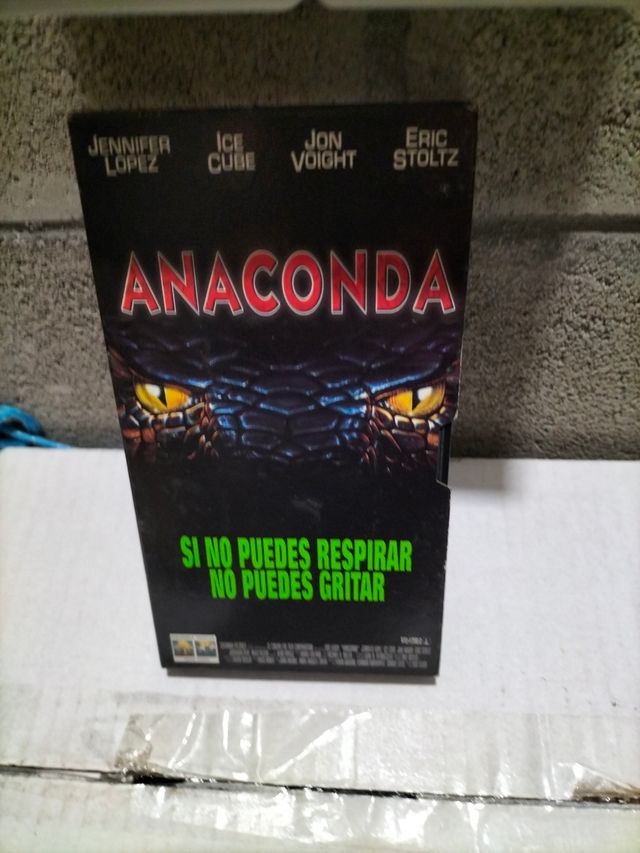 JENNIFER LOPEZ
ICE CUBE
JON VOIGHT
ERIC STOLTZ
ANACONDA
SI NO PUEDES RESPIRAR
NO PUEDES GRITAR